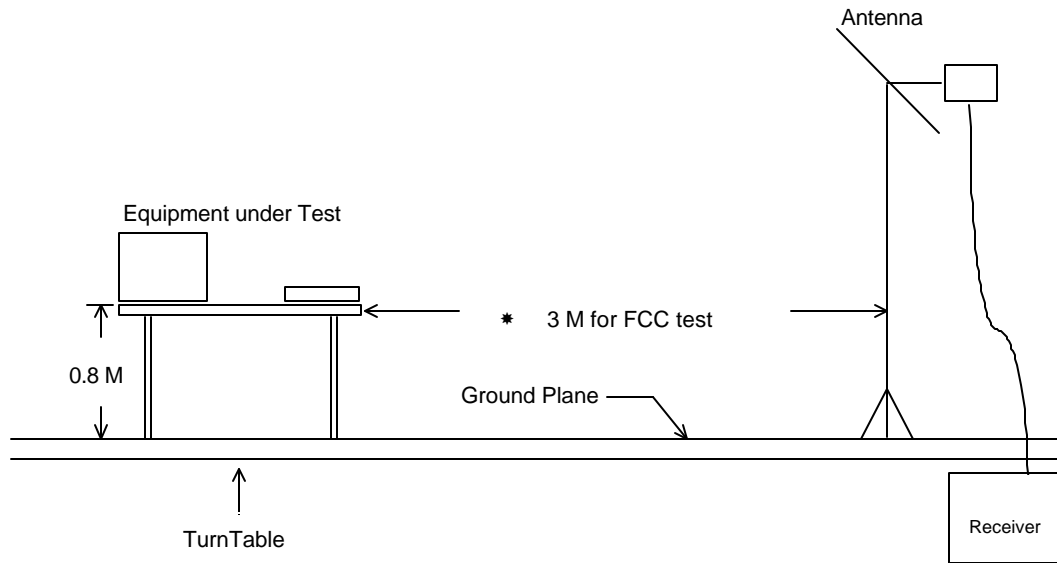 Antenna
Equipment under Test
* 3 M for FCC test
0.8 M
Ground Plane
Receiver
TurnTable